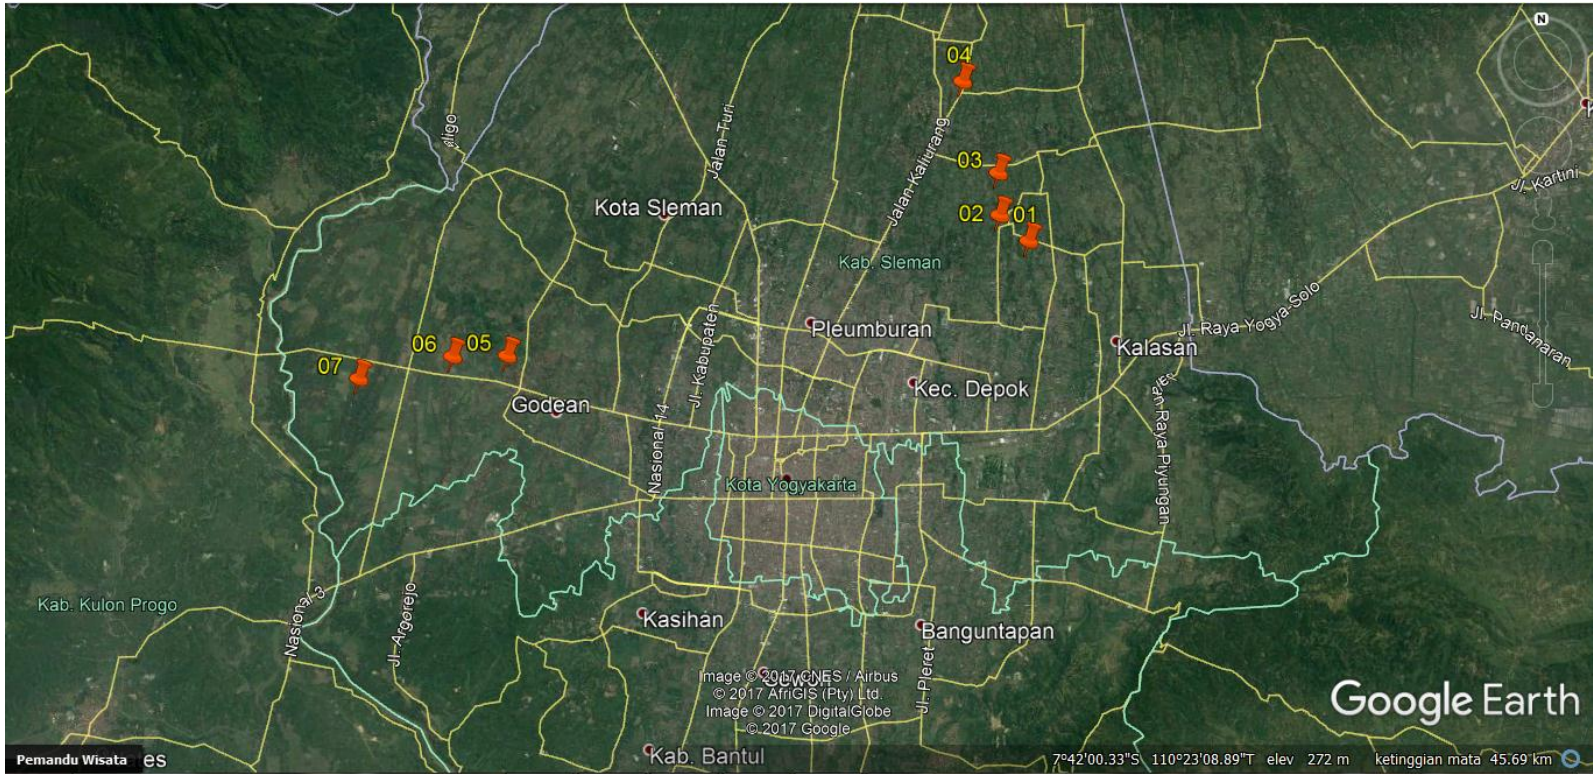 N
04
Jalan Turi
Jalan Kaliurang
03
Jl. Kartini
Kota Sleman
02
01
Kab. Sleman
Jl. Kabupaten
Pleumburan
Jl. Raya Yogya-Solo
Jl. Pandanaran
Kalasan
06
05
07
Kec. Depok
Godean
Nasional 14
an Raya Piyungan
Kota Yogyakarta
Kab. Kulon Progo
Nasional 3
Jl. Argorejo
Kasihan
Banguntapan
Jl. Pleret
Image © 2017 CNES / Airbus
© 2017 AfriGIS (Pty) Ltd.
Image © 2017 DigitalGlobe
© 2017 Google
Google Earth
Kab. Bantul
Pemandu Wisata
es
7°42'00.33"S 110°23'08.89"T elev 272 m ketinggian mata 45.69 km